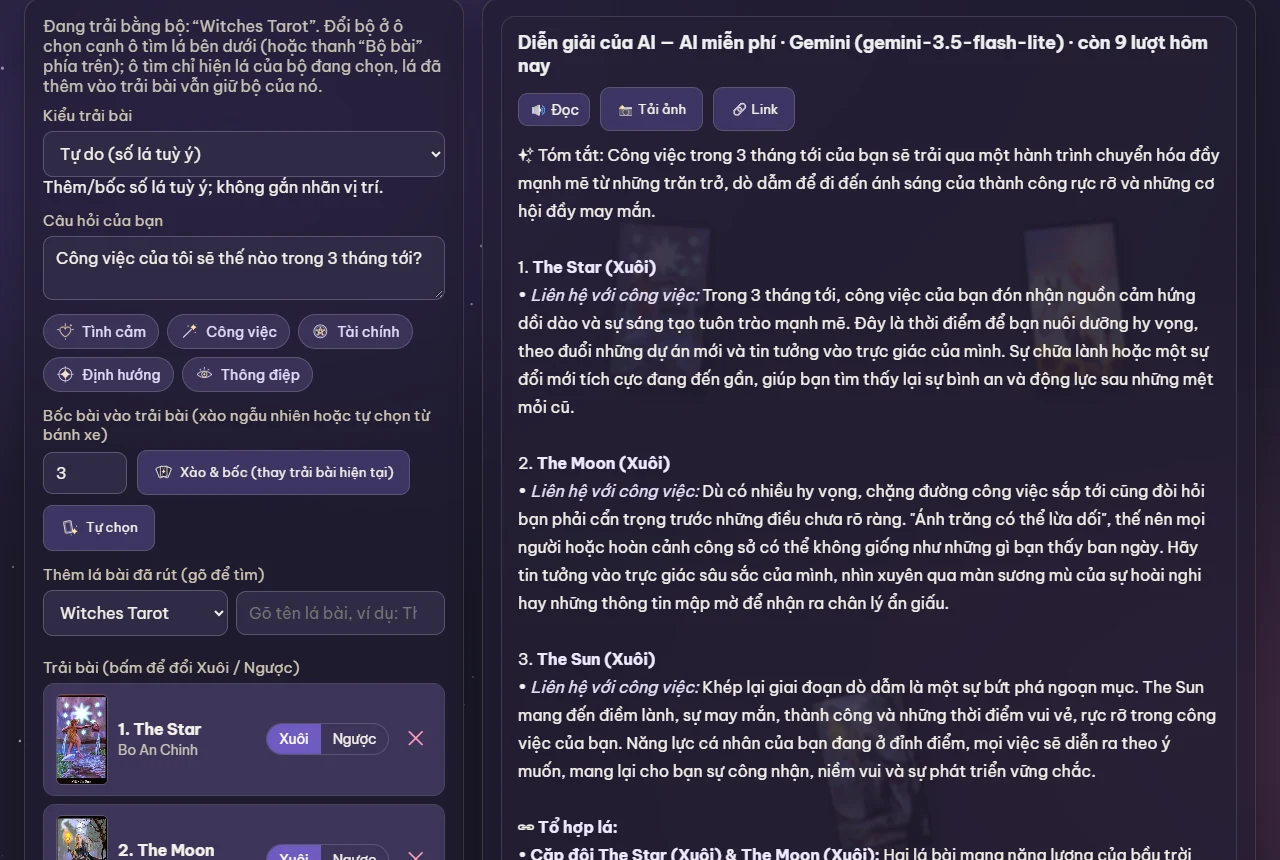 Đang trải bằng bộ: “Witches Tarot”. Đổi bộ ở ô
chọn cạnh ô tìm lá bên dưới (hoặc thanh “Bộ bài”
phía trên); ô tìm chỉ hiện lá của bộ đang chọn, lá đã
thêm vào trải bài vẫn giữ bộ của nó.
Kiểu trải bài
Tự do (số lá tuỳ ý)
Thêm/bốc số lá tuỳ ý; không gắn nhãn vị trí.
Câu hỏi của bạn
Công việc của tôi sẽ thế nào trong 3 tháng tới?
Tình cảm
Công việc
Tài chính
Định hướng
Thông điệp
Bốc bài vào trải bài (xào ngẫu nhiên hoặc tự chọn từ
bánh xe)
3
Xào & bốc (thay trải bài hiện tại)
Tự chọn
Thêm lá bài đã rút (gõ để tìm)
Witches Tarot
Gõ tên lá bài, ví dụ: Th
Trải bài (bấm để đổi Xuôi / Ngược)
1. The Star
Bo An Chinh
Xuôi
Ngược
2. The Moon
Xuôi
Ngược
Diễn giải của AI — AI miễn phí · Gemini (gemini-3.5-flash-lite) · còn 9 lượt hôm
nay
Đọc
Tải ảnh
Link
Tóm tắt: Công việc trong 3 tháng tới của bạn sẽ trải qua một hành trình chuyển hóa đầy
mạnh mẽ từ những trăn trở, dò dẫm để đi đến ánh sáng của thành công rực rỡ và những cơ
hội đầy may mắn.
1. The Star (Xuôi)
• Liên hệ với công việc: Trong 3 tháng tới, công việc của bạn đón nhận nguồn cảm hứng
dồi dào và sự sáng tạo tuôn trào mạnh mẽ. Đây là thời điểm để bạn nuôi dưỡng hy vọng,
theo đuổi những dự án mới và tin tưởng vào trực giác của mình. Sự chữa lành hoặc một sự
đổi mới tích cực đang đến gần, giúp bạn tìm thấy lại sự bình an và động lực sau những mệt
mỏi cũ.
2. The Moon (Xuôi)
• Liên hệ với công việc: Dù có nhiều hy vọng, chặng đường công việc sắp tới cũng đòi hỏi
bạn phải cẩn trọng trước những điều chưa rõ ràng. "Ánh trăng có thể lừa dối", thế nên mọi
người hoặc hoàn cảnh công sở có thể không giống như những gì bạn thấy ban ngày. Hãy
tin tưởng vào trực giác sâu sắc của mình, nhìn xuyên qua màn sương mù của sự hoài nghi
hay những thông tin mập mờ để nhận ra chân lý ẩn giấu.
3. The Sun (Xuôi)
• Liên hệ với công việc: Khép lại giai đoạn dò dẫm là một sự bứt phá ngoạn mục. The Sun
mang đến điềm lành, sự may mắn, thành công và những thời điểm vui vẻ, rực rỡ trong công
việc của bạn. Năng lực cá nhân của bạn đang ở đỉnh điểm, mọi việc sẽ diễn ra theo ý
muốn, mang lại cho bạn sự công nhận, niềm vui và sự phát triển vững chắc.
Tổ hợp lá:
• Cặp đôi The Star (Xuôi) & The Moon (Xuôi): Hai lá bài mang năng lượng của bầu trời